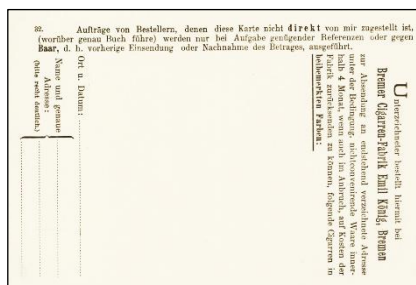 32. Aufträge von Bestellern, denen diese Karte nicht direkt von mir zugestellt ist,
(worüber genau Buch führe) werden nur bei Aufgabe genügender Referenzen oder gegen
Baar, d. h. vorherige Einsendung oder Nachnahme des Betrages, ausgeführt.
Unterzeichneter bestellt hiermit bei
Bremer Cigarren-Fabrik Emil König, Bremen
zur Absendung an endstehend verzeichnete Adresse
unter der Bedingung, nichtconvenirende Waare inner-
halb 4 Monat, wenn auch im Anbruch, auf Kosten der
Fabrik zurücksenden zu können, folgende Cigarren in
beibemerkten Farben:
Ort u. Datum:
Name und genaue
Adresse:
(bitte recht deutlich.)